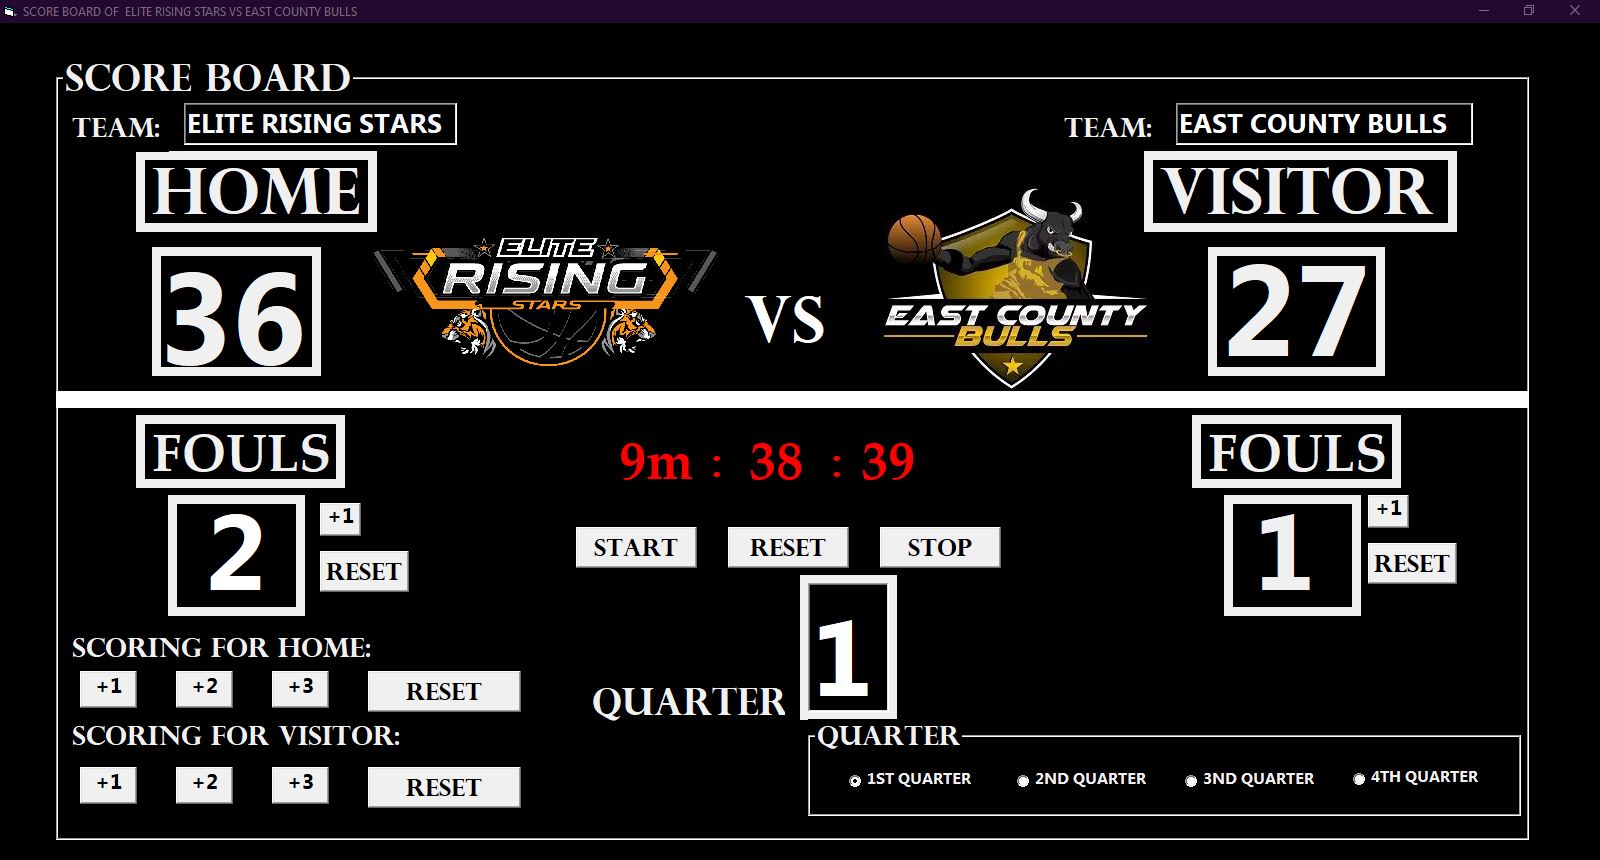 SCORE BOARD OF ELITE RISING STARS VS EAST COUNTY BULLS
SCORE BOARD
TEAM: ELITE RISING STARS
TEAM: EAST COUNTY BULLS
HOME
VISITOR
36
ELITE
RISING
STARS
VS
EAST COUNTY
BULLS
27
FOULS
9m : 38 : 39
FOULS
2
+1
RESET
START RESET STOP
1
+1
RESET
SCORING FOR HOME:
+1 +2 +3 RESET
QUARTER 1
SCORING FOR VISITOR:
+1 +2 +3 RESET
QUARTER
1ST QUARTER 2ND QUARTER 3ND QUARTER 4TH QUARTER